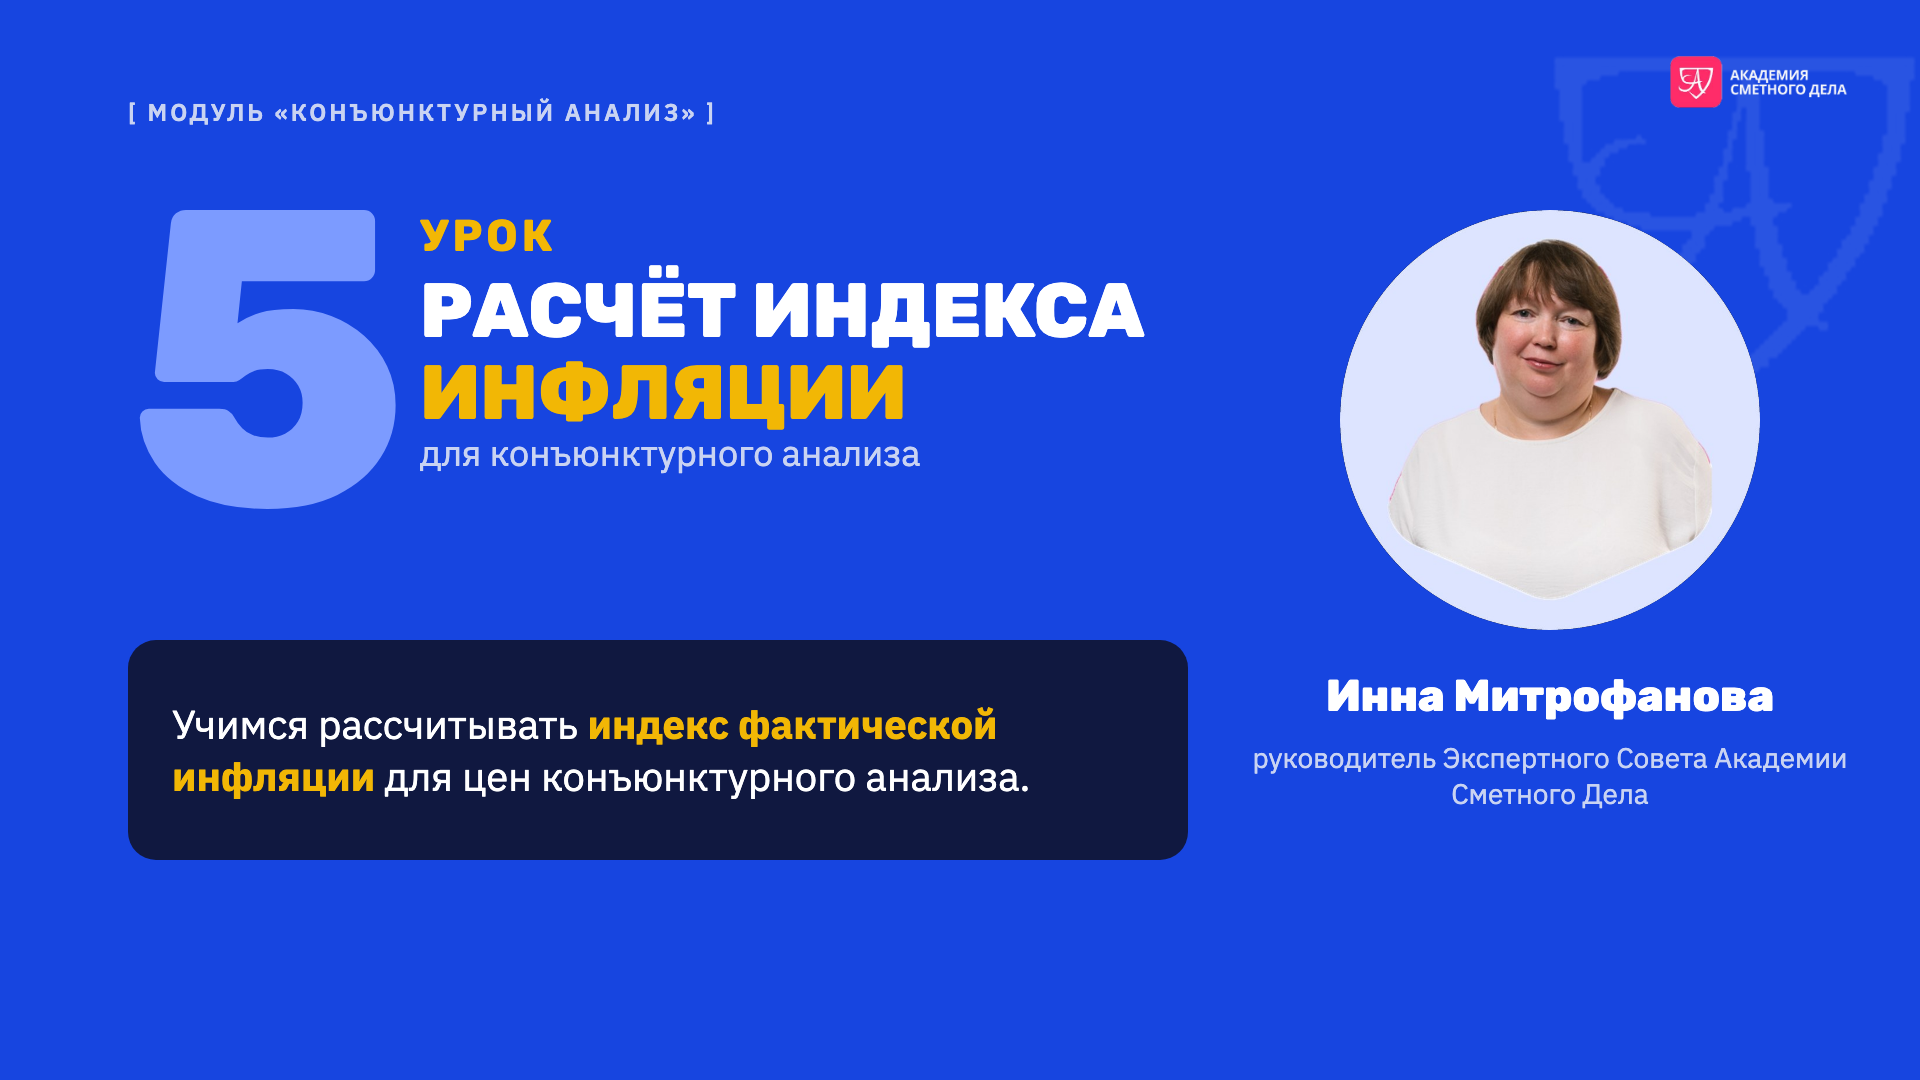 [ МОДУЛЬ «КОНЪЮНКТУРНЫЙ АНАЛИЗ» ]
АКАДЕМИЯ
СМЕТНОГО ДЕЛА
5
УРОК
РАСЧЁТ ИНДЕКСА
ИНФЛЯЦИИ
для конъюнктурного анализа
Учимся рассчитывать индекс фактической
инфляции для цен конъюнктурного анализа.
Инна Митрофанова
руководитель Экспертного Совета Академии
Сметного Дела